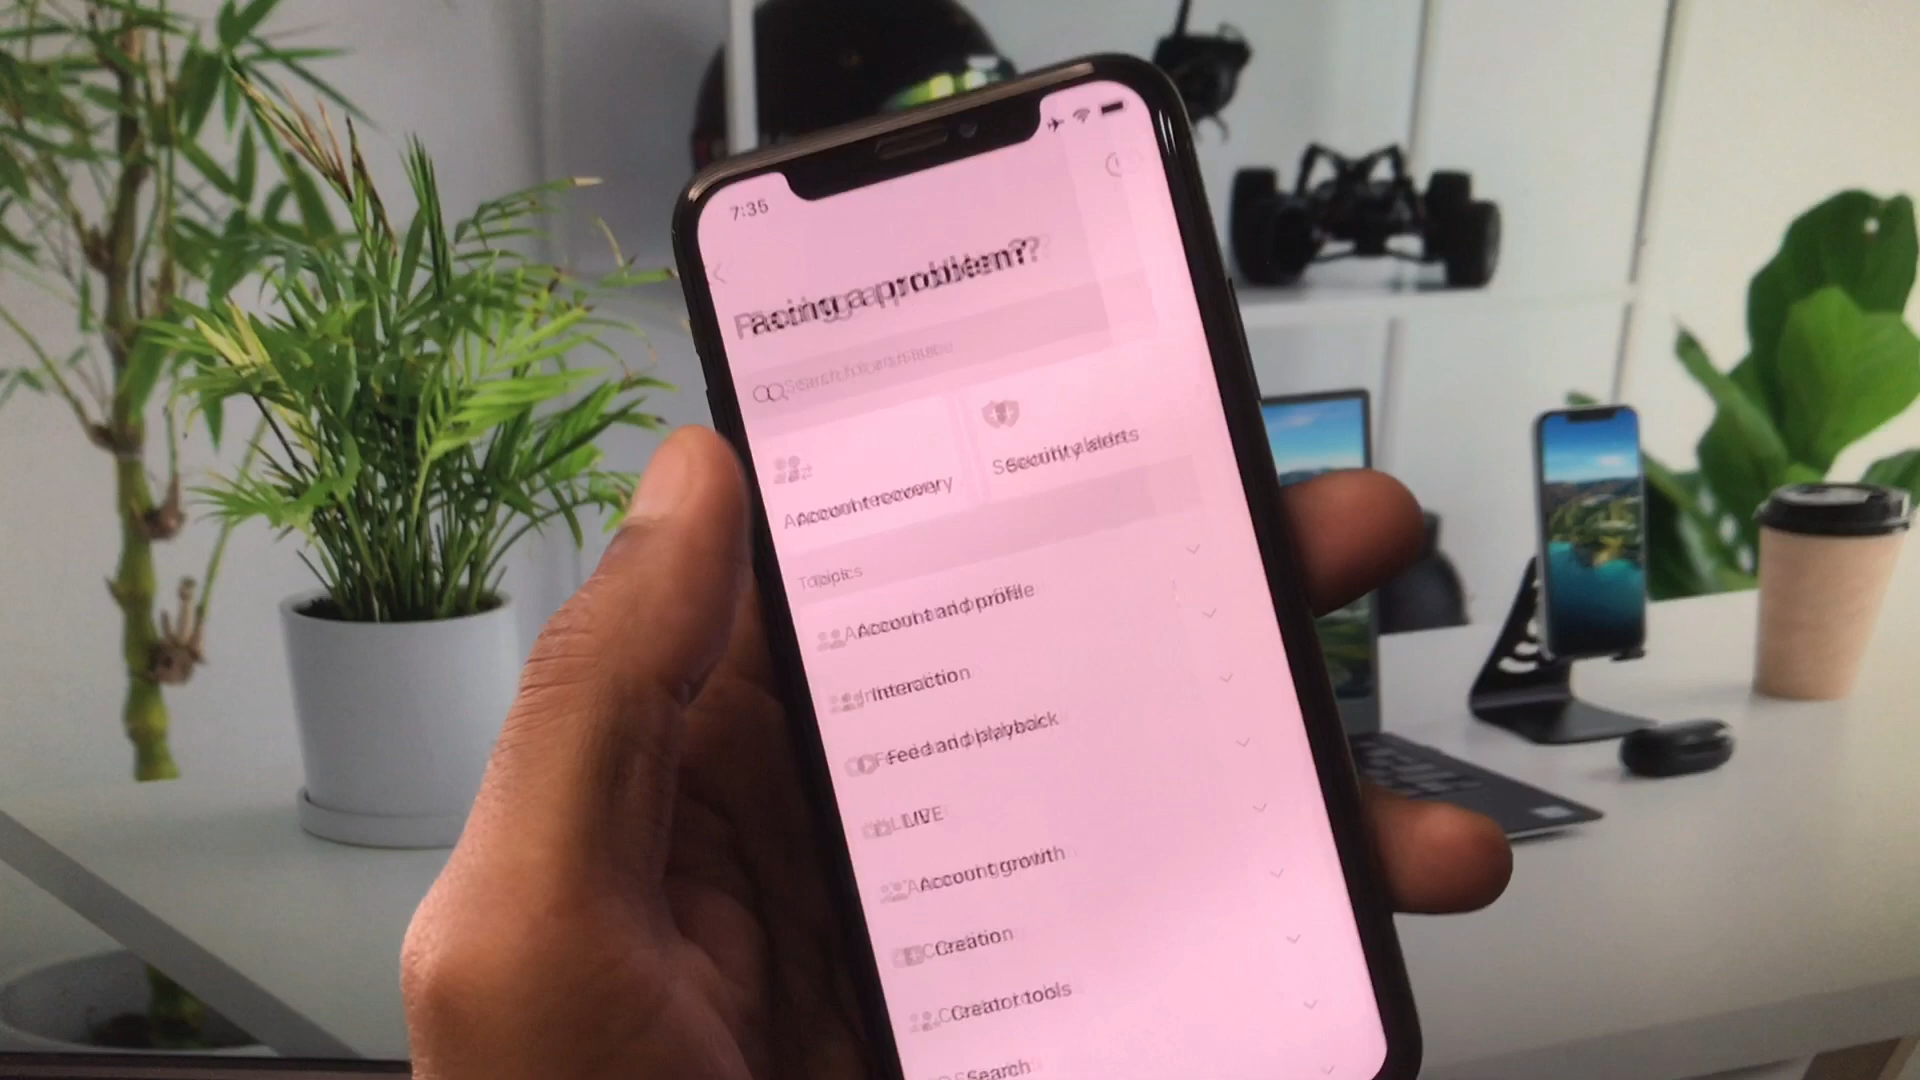 7:35
Facing a problem?
Search for an issue
Account recovery
Security alerts
Topics
Account and profile
Interaction
Feed and playback
LIVE
Account growth
Creation
Creator tools
Search